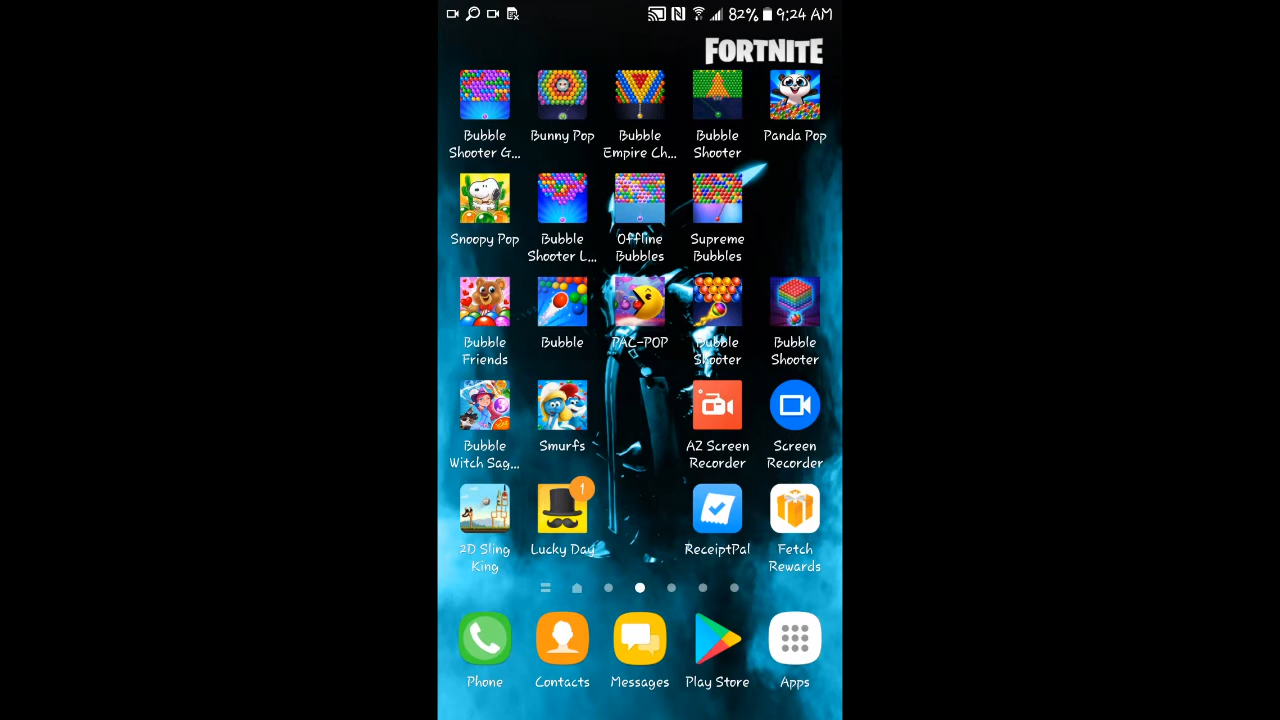 82% 9:24 AM
FORTNITE
Bubble Shooter G...
Bunny Pop
Bubble Empire Ch...
Bubble Shooter
Panda Pop
Snoopy Pop
Bubble Shooter L...
Offline Bubbles
Supreme Bubbles
Bubble Friends
Bubble
PAC-POP
Bubble Shooter
Bubble Shooter
Bubble Witch Sag...
Smurfs
AZ Screen Recorder
Screen Recorder
2D Sling King
1
Lucky Day
ReceiptPal
Fetch Rewards
Phone
Contacts
Messages
Play Store
Apps